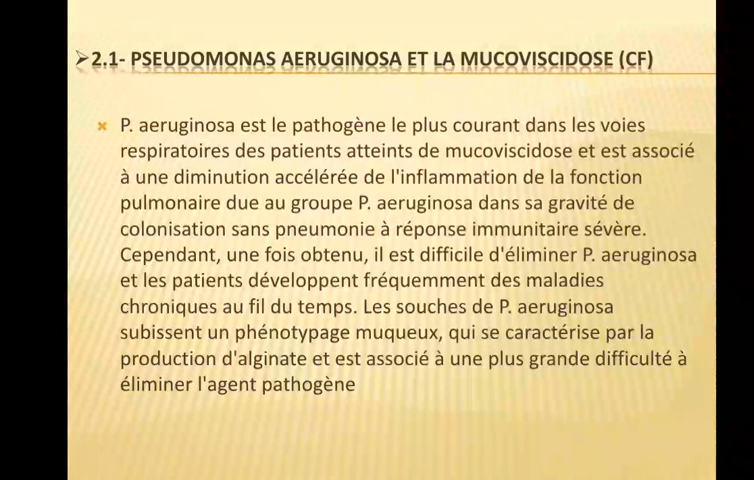 ➢2.1- PSEUDOMONAS AERUGINOSA ET LA MUCOVISCIDOSE (CF)
P. aeruginosa est le pathogène le plus courant dans les voies
respiratoires des patients atteints de mucoviscidose et est associé
à une diminution accélérée de l'inflammation de la fonction
pulmonaire due au groupe P. aeruginosa dans sa gravité de
colonisation sans pneumonie à réponse immunitaire sévère.
Cependant, une fois obtenu, il est difficile d'éliminer P. aeruginosa
et les patients développent fréquemment des maladies
chroniques au fil du temps. Les souches de P. aeruginosa
subissent un phénotypage muqueux, qui se caractérise par la
production d'alginate et est associé à une plus grande difficulté à
éliminer l'agent pathogène